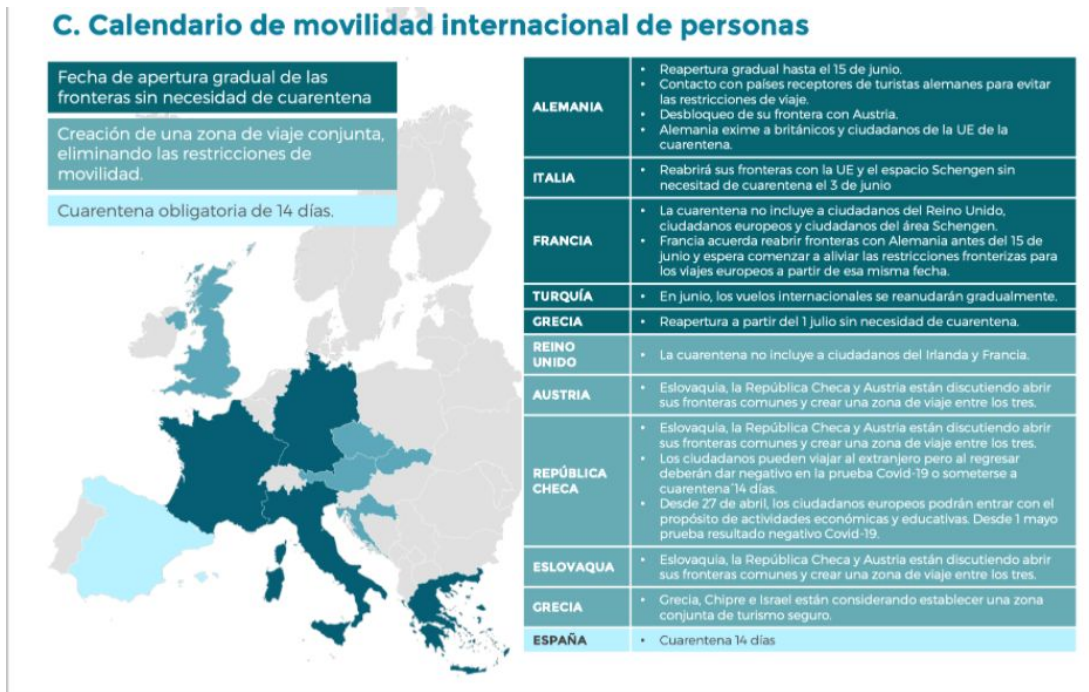 C. Calendario de movilidad internacional de personas
Fecha de apertura gradual de las
fronteras sin necesidad de cuarentena
Creación de una zona de viaje conjunta,
eliminando las restricciones de
movilidad.
Cuarentena obligatoria de 14 días.
ALEMANIA
• Reapertura gradual hasta el 15 de junio.
• Contacto con países receptores de turistas alemanes para evitar
las restricciones de viaje.
• Desbloqueo de su frontera con Austria.
• Alemania exime a británicos y ciudadanos de la UE de la
cuarentena.
ITALIA
• Reabrirá sus fronteras con la UE y el espacio Schengen sin
necesitad de cuarentena el 3 de junio
FRANCIA
• La cuarentena no incluye a ciudadanos del Reino Unido,
ciudadanos europeos y ciudadanos del área Schengen.
• Francia acuerda reabrir fronteras con Alemania antes del 15 de
junio y espera comenzar a aliviar las restricciones fronterizas para
los viajes europeos a partir de esa misma fecha.
TURQUÍA
• En junio, los vuelos internacionales se reanudarán gradualmente.
GRECIA
• Reapertura a partir del 1 julio sin necesidad de cuarentena.
REINO
UNIDO
• La cuarentena no incluye a ciudadanos del Irlanda y Francia.
AUSTRIA
• Eslovaquia, la República Checa y Austria están discutiendo abrir
sus fronteras comunes y crear una zona de viaje entre los tres.
REPÚBLICA
CHECA
• Eslovaquia, la República Checa y Austria están discutiendo abrir
sus fronteras comunes y crear una zona de viaje entre los tres.
• Los ciudadanos pueden viajar al extranjero pero al regresar
deberán dar negativo en la prueba Covid-19 o someterse a
cuarentena´14 días.
• Desde 27 de abril, los ciudadanos europeos podrán entrar con el
propósito de actividades económicas y educativas. Desde 1 mayo
prueba resultado negativo Covid-19.
ESLOVAQUA
• Eslovaquia, la República Checa y Austria están discutiendo abrir
sus fronteras comunes y crear una zona de viaje entre los tres.
GRECIA
• Grecia, Chipre e Israel están considerando establecer una zona
conjunta de turismo seguro.
ESPAÑA
• Cuarentena 14 días